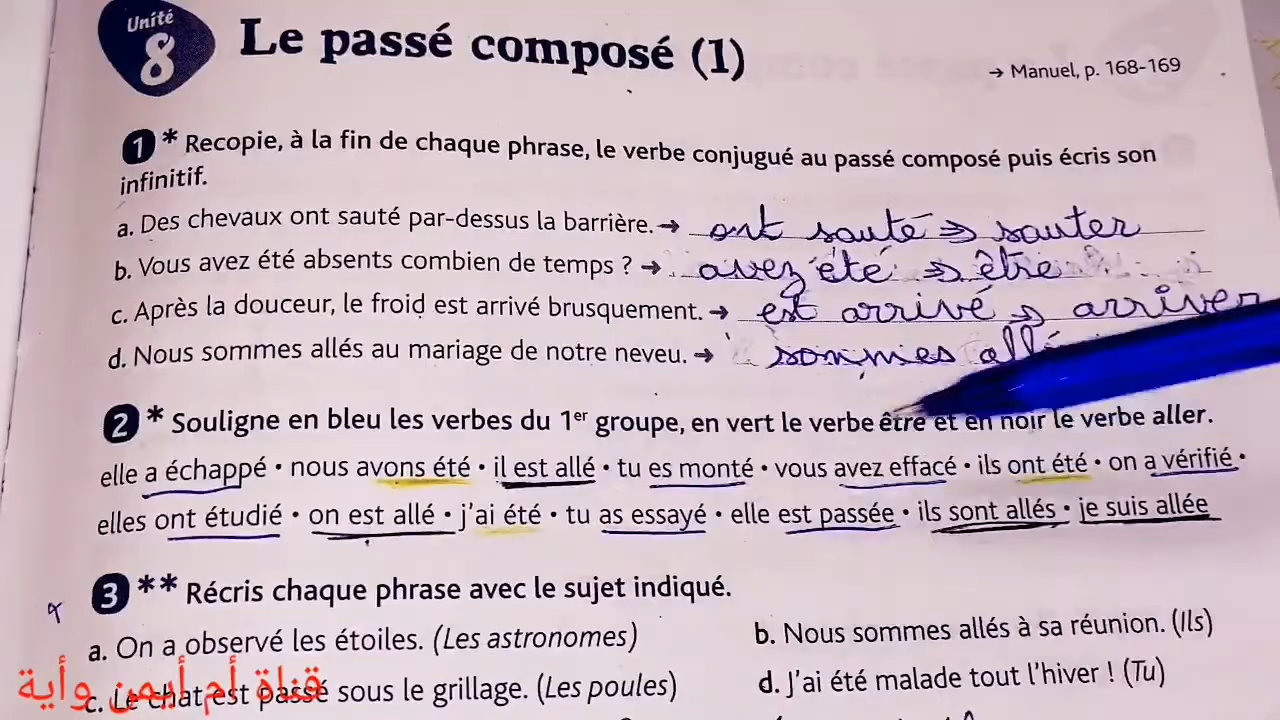 Unité
8
Le passé composé (1)
→ Manuel, p. 168-169
1 * Recopie, à la fin de chaque phrase, le verbe conjugué au passé composé puis écris son
infinitif.
a. Des chevaux ont sauté par-dessus la barrière. → ont sauté ⇒ sauter
b. Vous avez été absents combien de temps ? → avez été ⇒ être
c. Après la douceur, le froid est arrivé brusquement. → est arrivé ⇒ arriver
d. Nous sommes allés au mariage de notre neveu. → sommes
2 * Souligne en bleu les verbes du 1er groupe, en vert le verbe être et en noir le verbe aller.
elle a échappé • nous avons été • il est allé • tu es monté • vous avez effacé • ils ont été • on a vérifié •
elles ont étudié • on est allé • j'ai été • tu as essayé • elle est passée • ils sont allés • je suis allée
3 ** Récris chaque phrase avec le sujet indiqué.
a. On a observé les étoiles. (Les astronomes)
b. Nous sommes allés à sa réunion. (Ils)
c. Le chat est passé sous le grillage. (Les poules)
d. J'ai été malade tout l'hiver ! (Tu)
قناة أم أيمن وأية